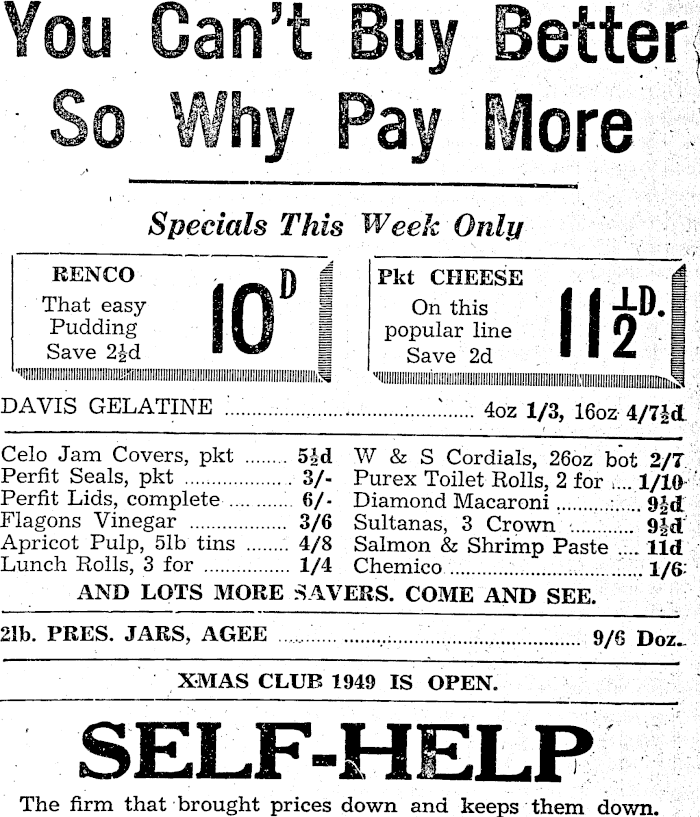 You Can't Buy Better
So Why Pay More
Specials This Week Only
RENCO
That easy
Pudding
Save 2½d
10D
Pkt CHEESE
On this
popular line
Save 2d
11½D.
DAVIS GELATINE ........ 4oz 1/3, 16oz 4/7½d
Celo Jam Covers, pkt ........ 5½d
Perfit Seals, pkt ........ 3/-
Perfit Lids, complete ........ 6/-
Flagons Vinegar ........ 3/6
Apricot Pulp, 5lb tins ........ 4/8
Lunch Rolls, 3 for ........ 1/4
W & S Cordials, 26oz bot 2/7
Purex Toilet Rolls, 2 for .... 1/10
Diamond Macaroni ........ 9½d
Sultanas, 3 Crown ........ 9½d
Salmon & Shrimp Paste .... 11d
Chemico ........ 1/6
AND LOTS MORE SAVERS. COME AND SEE.
2lb. PRES. JARS, AGEE ........ 9/6 Doz.
X-MAS CLUB 1949 IS OPEN.
SELF-HELP
The firm that brought prices down and keeps them down.